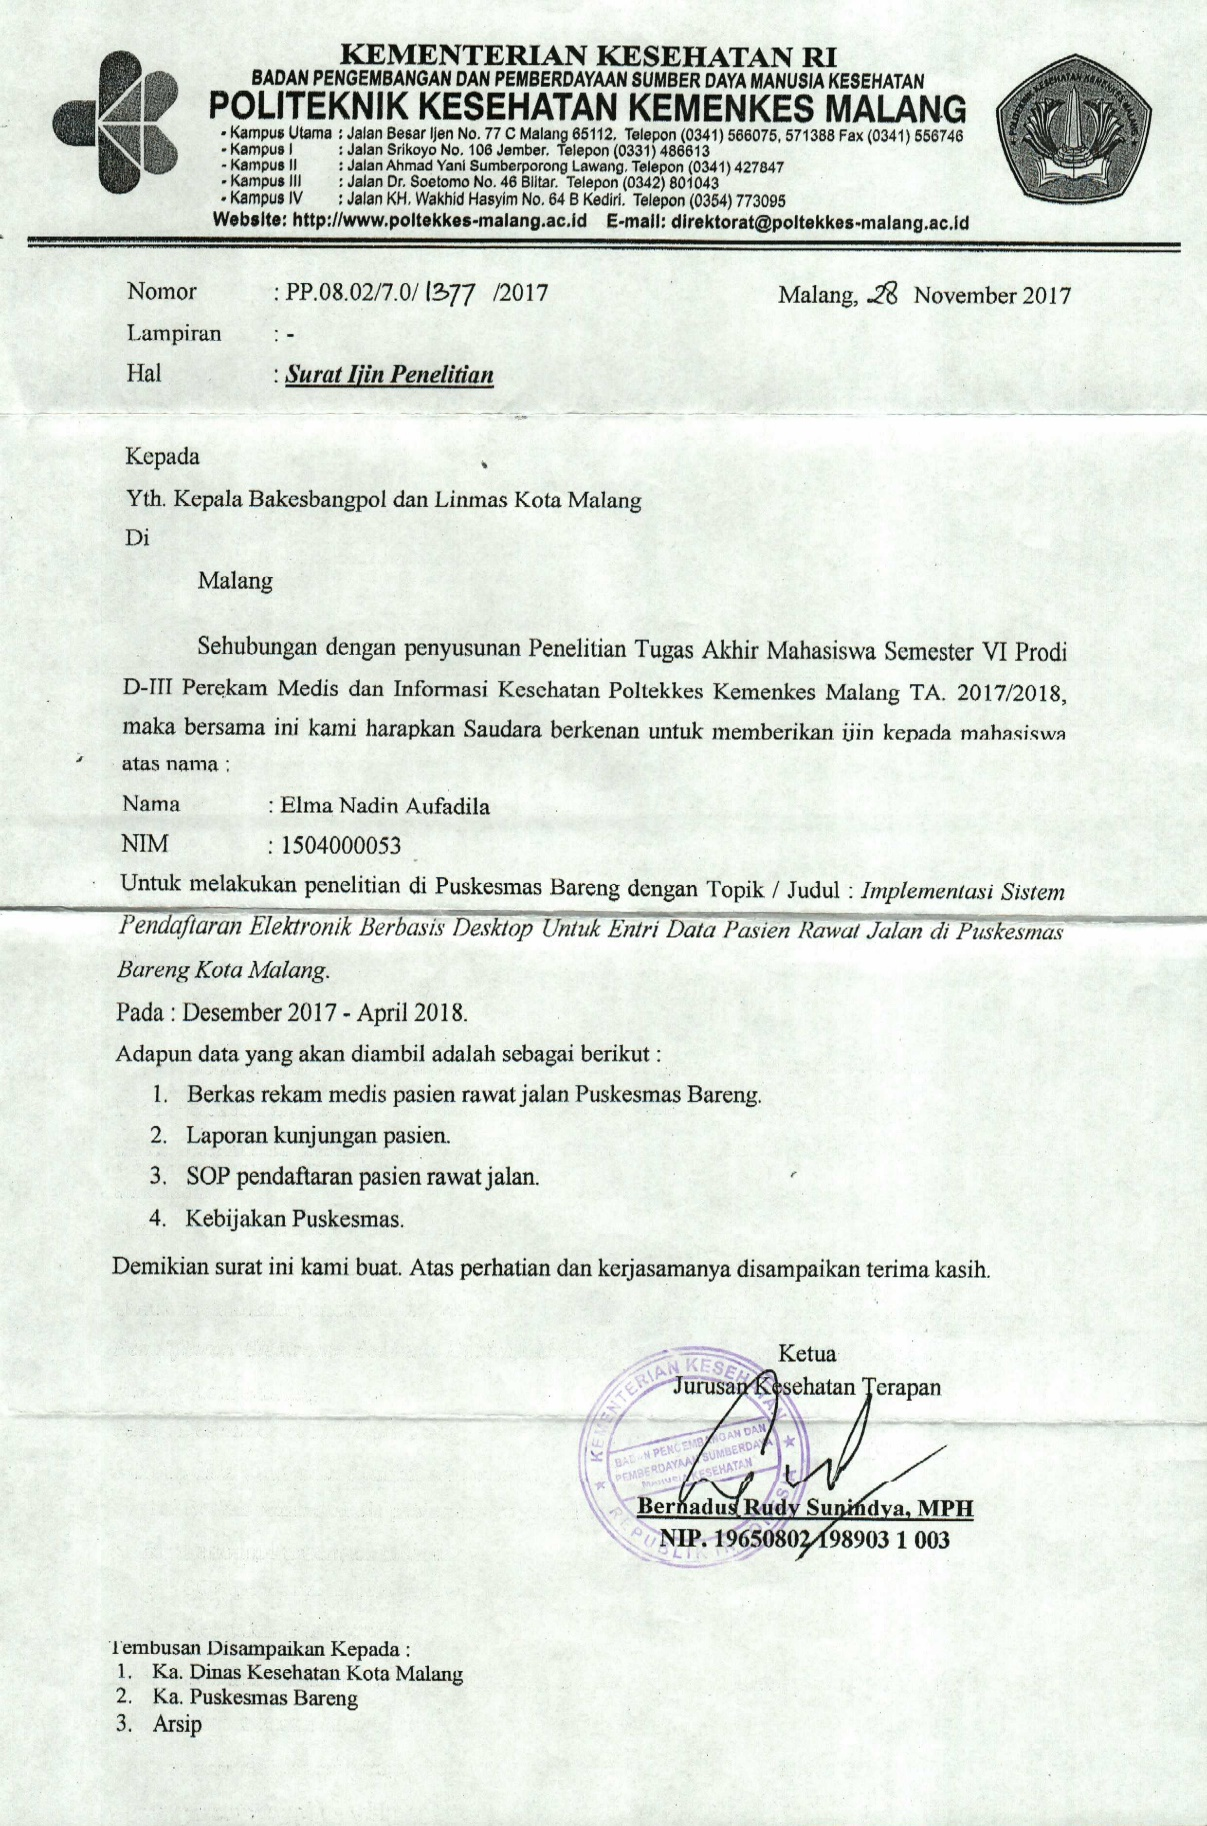 KEMENTERIAN KESEHATAN RI
BADAN PENGEMBANGAN DAN PEMBERDAYAAN SUMBER DAYA MANUSIA KESEHATAN
POLITEKNIK KESEHATAN KEMENKES MALANG
- Kampus Utama : Jalan Besar Ijen No. 77 C Malang 65112. Telepon (0341) 566075, 571388 Fax (0341) 556746
- Kampus I : Jalan Srikoyo No. 106 Jember. Telepon (0331) 486613
- Kampus II : Jalan Ahmad Yani Sumberporong Lawang. Telepon (0341) 427847
- Kampus III : Jalan Dr. Soetomo No. 46 Blitar. Telepon (0342) 801043
- Kampus IV : Jalan KH. Wakhid Hasyim No. 64 B Kediri. Telepon (0354) 773095
Website: http://www.poltekkes-malang.ac.id E-mail: direktorat@poltekkes-malang.ac.id
Nomor : PP.08.02/7.0/ 1377 /2017 Malang, 28 November 2017
Lampiran : -
Hal : Surat Ijin Penelitian
Kepada
Yth. Kepala Bakesbangpol dan Linmas Kota Malang
Di
Malang
Sehubungan dengan penyusunan Penelitian Tugas Akhir Mahasiswa Semester VI Prodi
D-III Perekam Medis dan Informasi Kesehatan Poltekkes Kemenkes Malang TA. 2017/2018,
maka bersama ini kami harapkan Saudara berkenan untuk memberikan ijin kepada mahasiswa
atas nama :
Nama : Elma Nadin Aufadila
NIM : 1504000053
Untuk melakukan penelitian di Puskesmas Bareng dengan Topik / Judul : Implementasi Sistem
Pendaftaran Elektronik Berbasis Desktop Untuk Entri Data Pasien Rawat Jalan di Puskesmas
Bareng Kota Malang.
Pada : Desember 2017 - April 2018.
Adapun data yang akan diambil adalah sebagai berikut :
1. Berkas rekam medis pasien rawat jalan Puskesmas Bareng.
2. Laporan kunjungan pasien.
3. SOP pendaftaran pasien rawat jalan.
4. Kebijakan Puskesmas.
Demikian surat ini kami buat. Atas perhatian dan kerjasamanya disampaikan terima kasih.
Ketua
Jurusan Kesehatan Terapan
KEMENTERIAN KESEHATAN
BADAN PENGEMBANGAN DAN
PEMBERDAYAAN SUMBERDAYA
MANUSIA KESEHATAN
REPUBLIK INDONESIA
Bernadus Rudy Sunindya, MPH
NIP. 19650802 198903 1 003
Tembusan Disampaikan Kepada :
1. Ka. Dinas Kesehatan Kota Malang
2. Ka. Puskesmas Bareng
3. Arsip